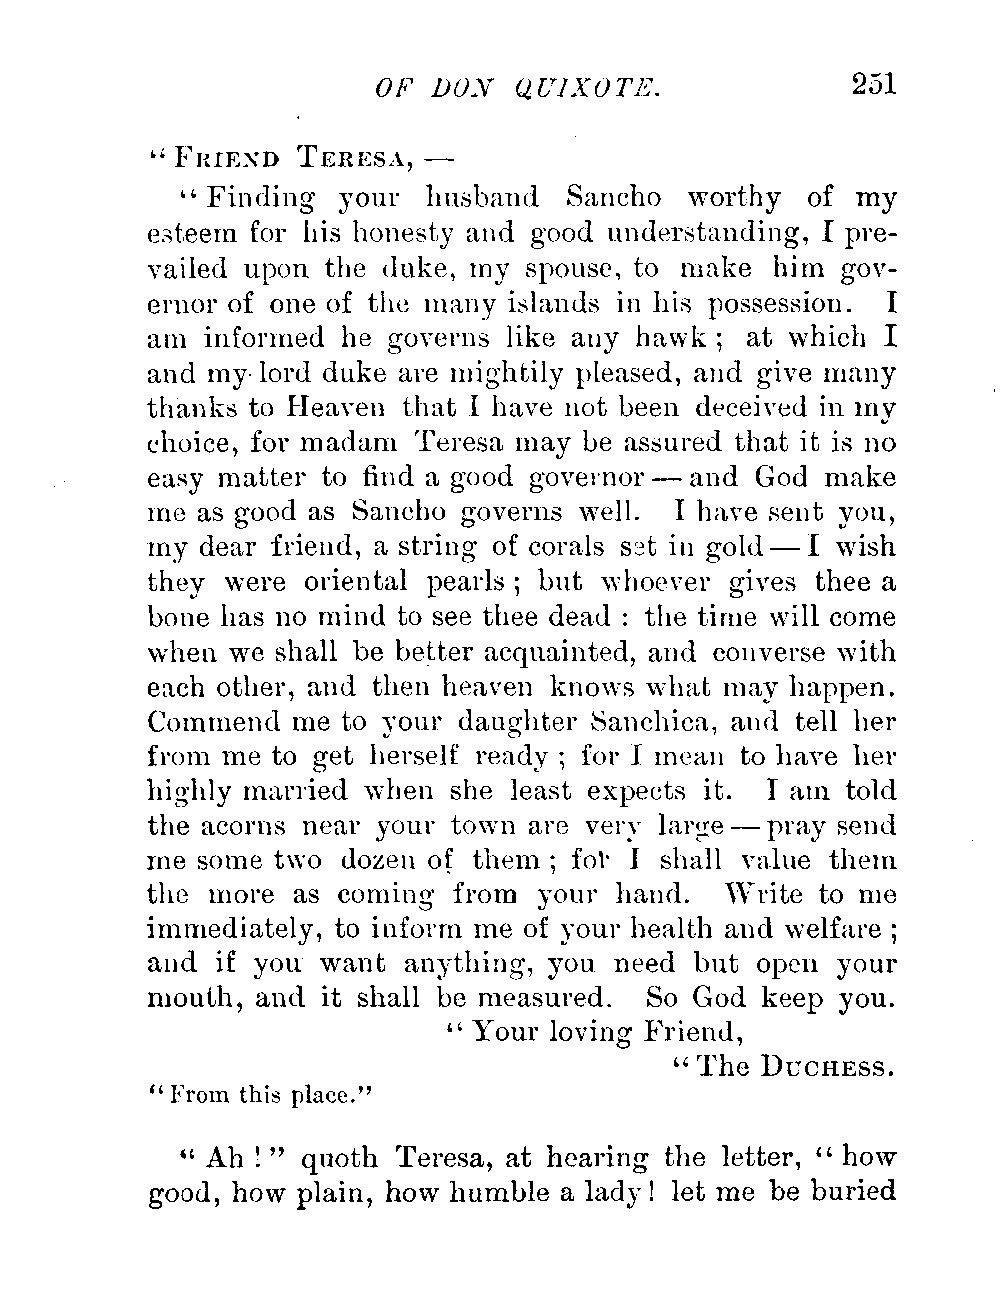 OF DON QUIXOTE. 251
“ FRIEND TERESA, —
“ Finding your husband Sancho worthy of my
esteem for his honesty and good understanding, I pre-
vailed upon the duke, my spouse, to make him gov-
ernor of one of the many islands in his possession. I
am informed he governs like any hawk ; at which I
and my lord duke are mightily pleased, and give many
thanks to Heaven that I have not been deceived in my
choice, for madam Teresa may be assured that it is no
easy matter to find a good governor — and God make
me as good as Sancho governs well. I have sent you,
my dear friend, a string of corals set in gold — I wish
they were oriental pearls ; but whoever gives thee a
bone has no mind to see thee dead : the time will come
when we shall be better acquainted, and converse with
each other, and then heaven knows what may happen.
Commend me to your daughter Sanchica, and tell her
from me to get herself ready ; for I mean to have her
highly married when she least expects it. I am told
the acorns near your town are very large — pray send
me some two dozen of them ; for I shall value them
the more as coming from your hand. Write to me
immediately, to inform me of your health and welfare ;
and if you want anything, you need but open your
mouth, and it shall be measured. So God keep you.
“ Your loving Friend,
“ The DUCHESS.
“ From this place.”
“ Ah ! ” quoth Teresa, at hearing the letter, “ how
good, how plain, how humble a lady ! let me be buried